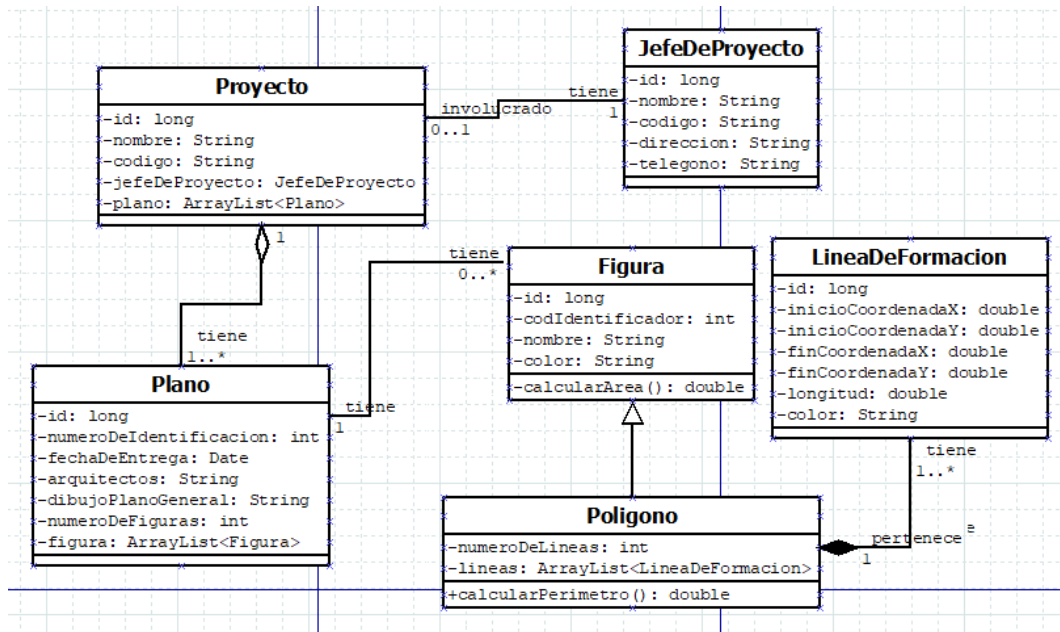 Proyecto
-id: long
-nombre: String
-codigo: String
-jefeDeProyecto: JefeDeProyecto
-plano: ArrayList<Plano>
involucrado
0..1
tiene
1
JefeDeProyecto
-id: long
-nombre: String
-codigo: String
-direccion: String
-telegono: String
1
tiene
1..*
Plano
-id: long
-numeroDeIdentificacion: int
-fechaDeEntrega: Date
-arquitectos: String
-dibujoPlanoGeneral: String
-numeroDeFiguras: int
-figura: ArrayList<Figura>
tiene
1
tiene
0..*
Figura
-id: long
-codIdentificador: int
-nombre: String
-color: String
-calcularArea(): double
LineaDeFormacion
-id: long
-inicioCoordenadaX: double
-inicioCoordenadaY: double
-finCoordenadaX: double
-finCoordenadaY: double
-longitud: double
-color: String
tiene
1..*
pertenece
e
1
Poligono
-numeroDeLineas: int
-lineas: ArrayList<LineaDeFormacion>
+calcularPerimetro(): double